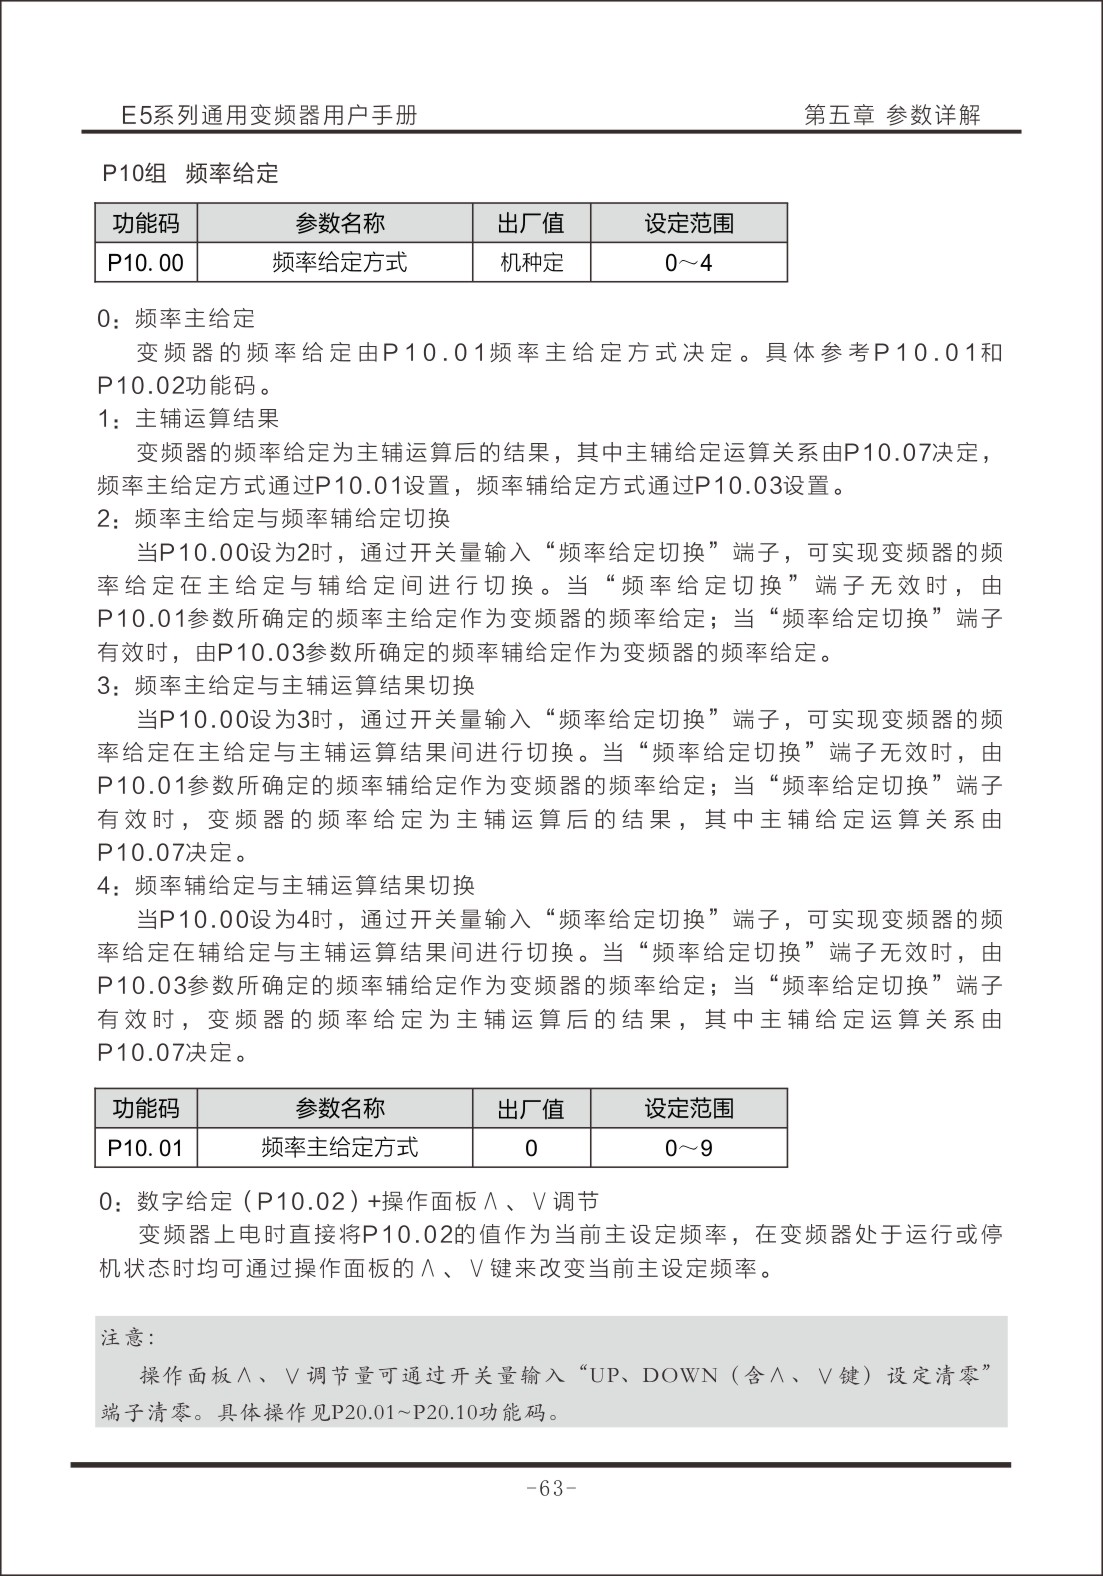 E5系列通用变频器用户手册 第五章 参数详解
P10组 频率给定
功能码 参数名称 出厂值 设定范围
P10.00 频率给定方式 机种定 0～4
0：频率主给定
变频器的频率给定由P10.01频率主给定方式决定。具体参考P10.01和
P10.02功能码。
1：主辅运算结果
变频器的频率给定为主辅运算后的结果，其中主辅给定运算关系由P10.07决定，
频率主给定方式通过P10.01设置，频率辅给定方式通过P10.03设置。
2：频率主给定与频率辅给定切换
当P10.00设为2时，通过开关量输入“频率给定切换”端子，可实现变频器的频
率给定在主给定与辅给定间进行切换。当“频率给定切换”端子无效时，由
P10.01参数所确定的频率主给定作为变频器的频率给定；当“频率给定切换”端子
有效时，由P10.03参数所确定的频率辅给定作为变频器的频率给定。
3：频率主给定与主辅运算结果切换
当P10.00设为3时，通过开关量输入“频率给定切换”端子，可实现变频器的频
率给定在主给定与主辅运算结果间进行切换。当“频率给定切换”端子无效时，由
P10.01参数所确定的频率辅给定作为变频器的频率给定；当“频率给定切换”端子
有效时，变频器的频率给定为主辅运算后的结果，其中主辅给定运算关系由
P10.07决定。
4：频率辅给定与主辅运算结果切换
当P10.00设为4时，通过开关量输入“频率给定切换”端子，可实现变频器的频
率给定在辅给定与主辅运算结果间进行切换。当“频率给定切换”端子无效时，由
P10.03参数所确定的频率辅给定作为变频器的频率给定；当“频率给定切换”端子
有效时，变频器的频率给定为主辅运算后的结果，其中主辅给定运算关系由
P10.07决定。
功能码 参数名称 出厂值 设定范围
P10.01 频率主给定方式 0 0～9
0：数字给定（P10.02）+操作面板∧、∨调节
变频器上电时直接将P10.02的值作为当前主设定频率，在变频器处于运行或停
机状态时均可通过操作面板的∧、∨键来改变当前主设定频率。
注意：
操作面板∧、∨调节量可通过开关量输入“UP、DOWN（含∧、∨键）设定清零”
端子清零。具体操作见P20.01~P20.10功能码。
-63-